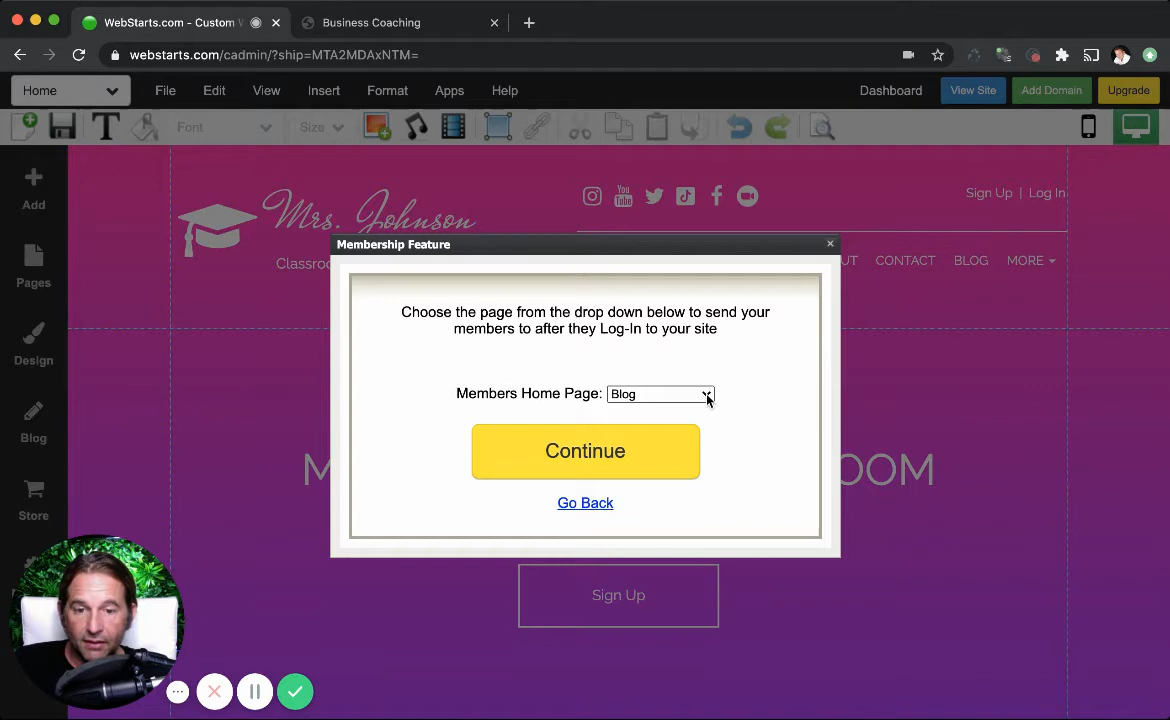 WebStarts.com - Custom
Business Coaching
webstarts.com/cadmin/?ship=MTA2MDAxNTM=
Home
File
Edit
View
Insert
Format
Apps
Help
Dashboard
View Site
Add Domain
Upgrade
Font
Size
Add
Pages
Design
Blog
Store
Mrs. Johnson
Sign Up | Log In
CONTACT
BLOG
MORE
Membership Feature
Choose the page from the drop down below to send your
members to after they Log-In to your site
Members Home Page: Blog
Continue
Go Back
Sign Up